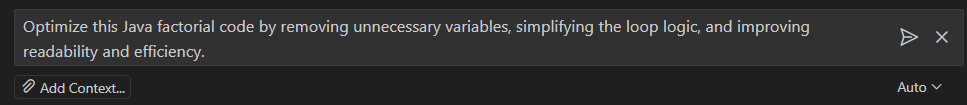 Optimize this Java factorial code by removing unnecessary variables, simplifying the loop logic, and improving
readability and efficiency.
Add Context...
Auto